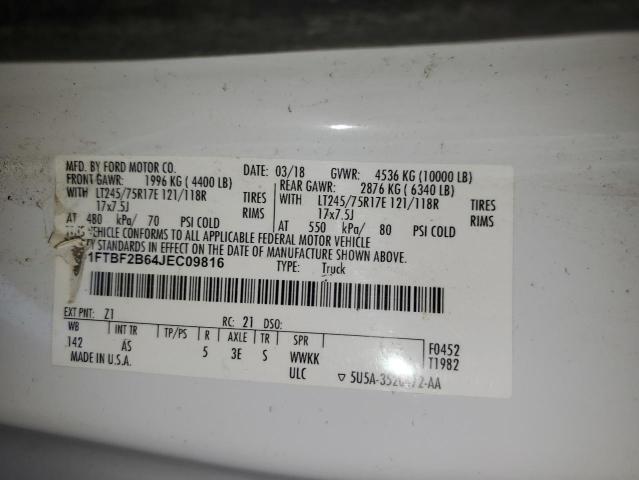 MFD. BY FORD MOTOR CO.
DATE: 03/18 GVWR: 4536 KG (10000 LB)
FRONT GAWR: 1996 KG ( 4400 LB)
REAR GAWR: 2876 KG ( 6340 LB)
WITH LT245/75R17E 121/118R TIRES
WITH LT245/75R17E 121/118R TIRES
17x7.5J RIMS
17x7.5J RIMS
AT 480 kPa/ 70 PSI COLD
AT 550 kPa/ 80 PSI COLD
VEHICLE CONFORMS TO ALL APPLICABLE FEDERAL MOTOR VEHICLE
STANDARDS IN EFFECT ON THE DATE OF MANUFACTURE SHOWN ABOVE.
1FTBF2B64JEC09816 TYPE: Truck
EXT PNT: Z1 RC: 21 DSO:
WB INT TR TP/PS R AXLE TR SPR F0452
142 AS 5 3E S WWKK T1982
MADE IN U.S.A. ULC ▽ 5U5A-3520472-AA